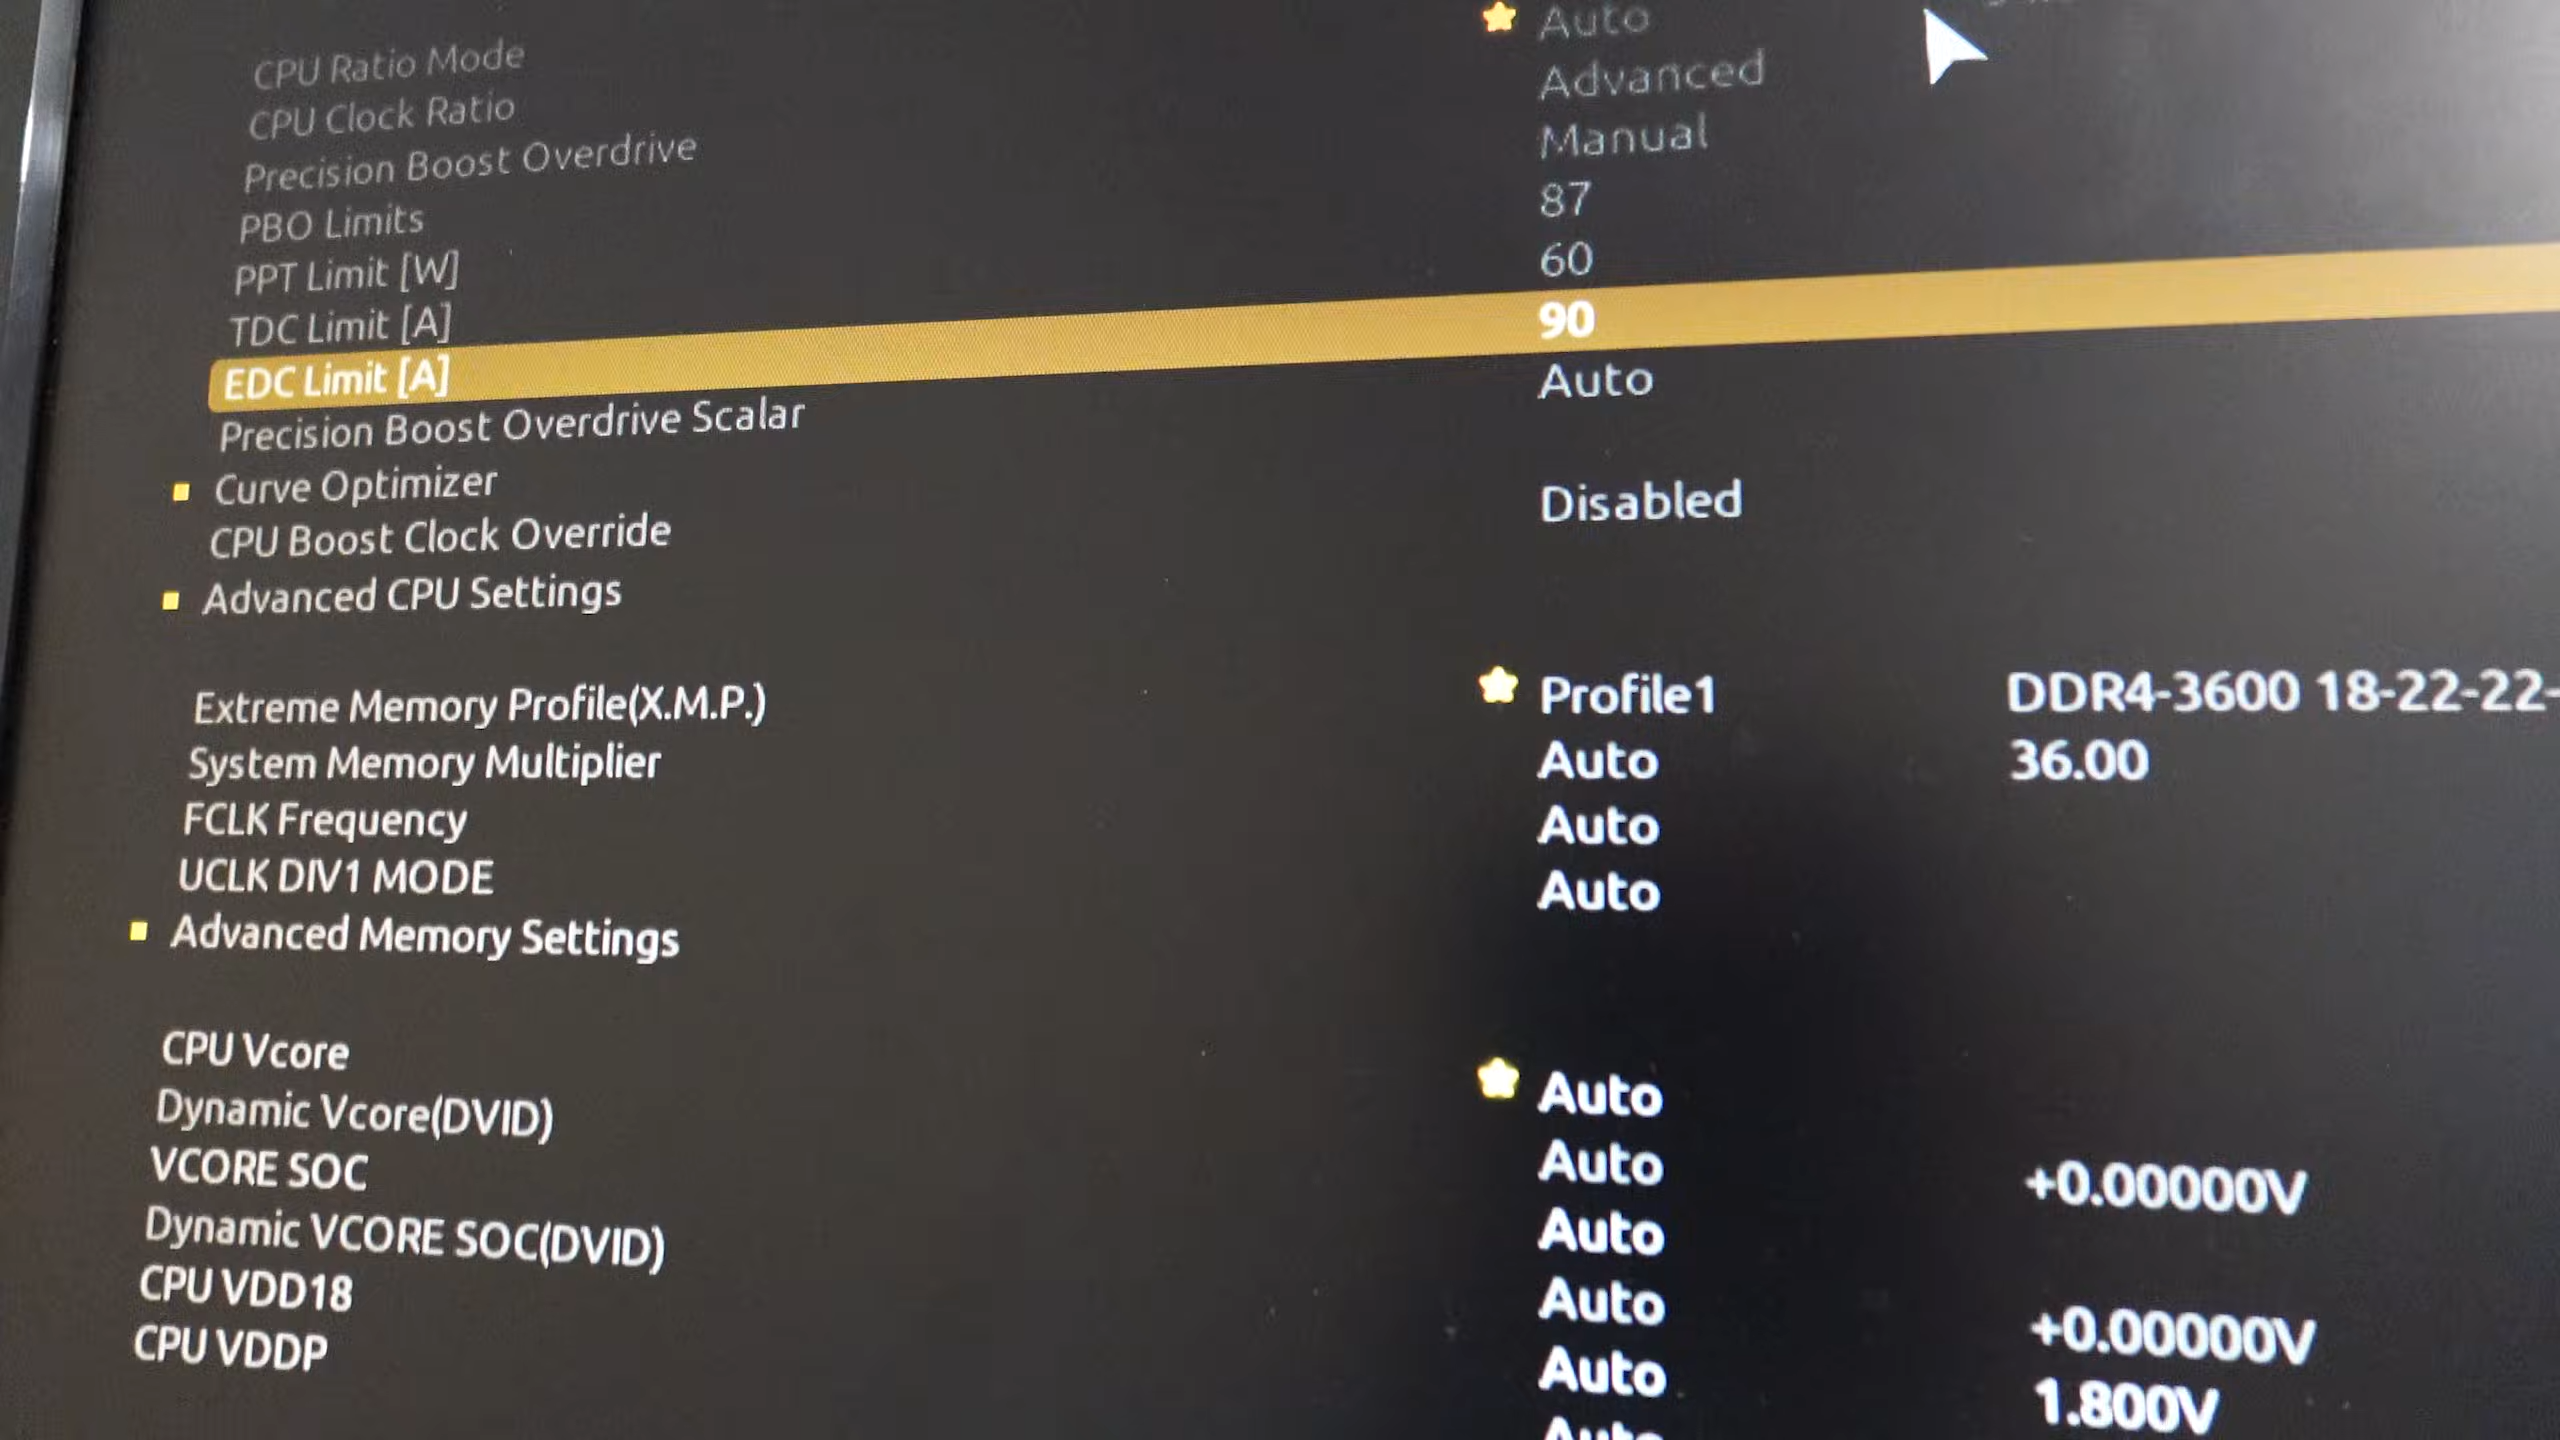 CPU Ratio Mode
CPU Clock Ratio Auto
Precision Boost Overdrive Advanced
PBO Limits Manual
PPT Limit [W] 87
TDC Limit [A] 60
EDC Limit [A] 90
Precision Boost Overdrive Scalar Auto
Curve Optimizer
CPU Boost Clock Override Disabled
Advanced CPU Settings
Extreme Memory Profile(X.M.P.) Profile1 DDR4-3600 18-22-22-
System Memory Multiplier Auto 36.00
FCLK Frequency Auto
UCLK DIV1 MODE Auto
Advanced Memory Settings
CPU Vcore Auto
Dynamic Vcore(DVID) Auto +0.00000V
VCORE SOC Auto
Dynamic VCORE SOC(DVID) Auto +0.00000V
CPU VDD18 Auto 1.800V
CPU VDDP Auto